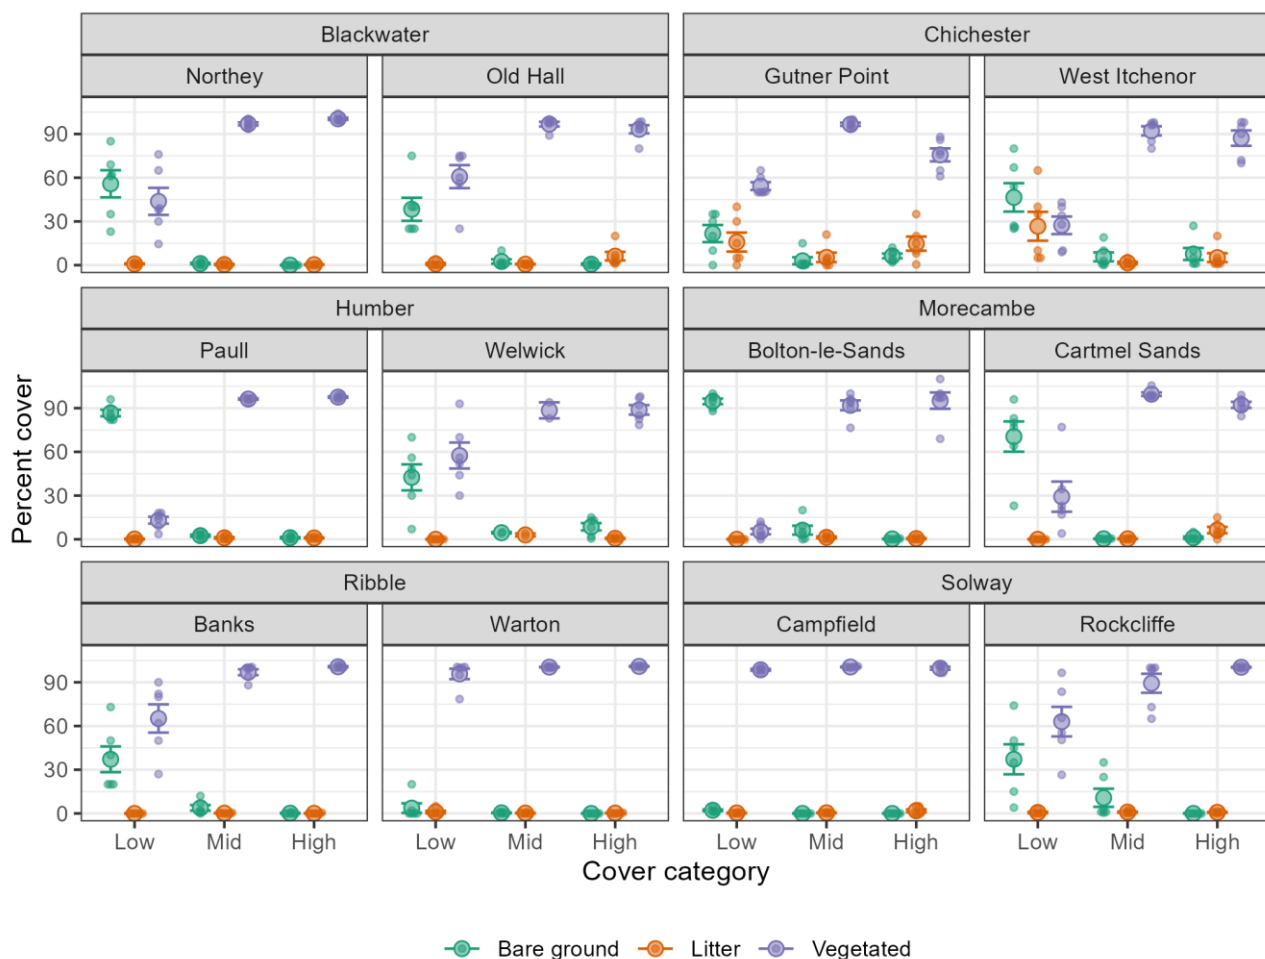 Blackwater Chichester
Northey Old Hall Gutner Point West Itchenor
90
60
30
0
Humber Morecambe
Paull Welwick Bolton-le-Sands Cartmel Sands
90
60
30
0
Percent cover
Ribble Solway
Banks Warton Campfield Rockcliffe
90
60
30
0
Low Mid High Low Mid High Low Mid High Low Mid High
Cover category
Bare ground Litter Vegetated